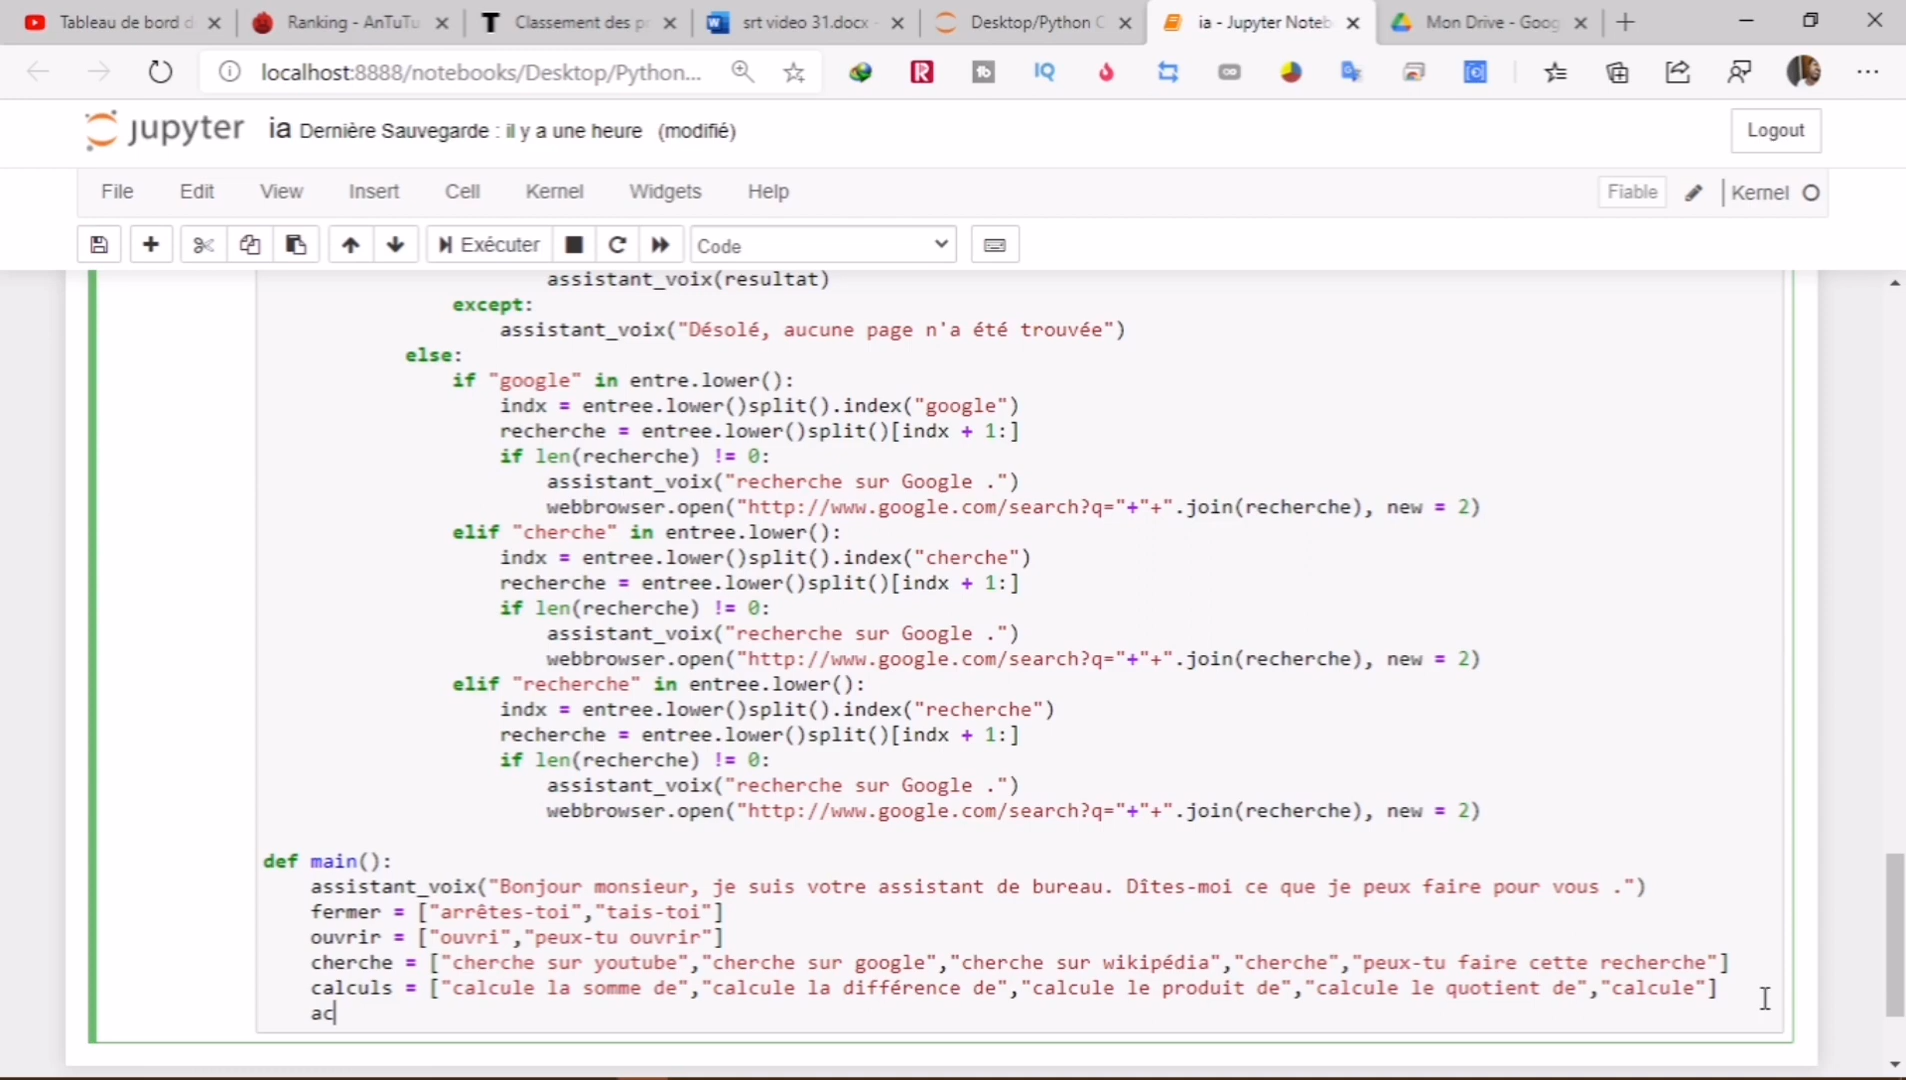 Tableau de bord d
Ranking - AnTuTu
Classement des p
srt video 31.docx
Desktop/Python C
ia - Jupyter Noteb
Mon Drive - Goog
localhost:8888/notebooks/Desktop/Python...
jupyter ia Dernière Sauvegarde : il y a une heure (modifié)
Logout
File Edit View Insert Cell Kernel Widgets Help
Fiable
Kernel
Exécuter
Code
assistant_voix(resultat)
except:
assistant_voix("Désolé, aucune page n'a été trouvée")
else:
if "google" in entre.lower():
indx = entree.lower()split().index("google")
recherche = entree.lower()split()[indx + 1:]
if len(recherche) != 0:
assistant_voix("recherche sur Google .")
webbrowser.open("http://www.google.com/search?q="+"+".join(recherche), new = 2)
elif "cherche" in entree.lower():
indx = entree.lower()split().index("cherche")
recherche = entree.lower()split()[indx + 1:]
if len(recherche) != 0:
assistant_voix("recherche sur Google .")
webbrowser.open("http://www.google.com/search?q="+"+".join(recherche), new = 2)
elif "recherche" in entree.lower():
indx = entree.lower()split().index("recherche")
recherche = entree.lower()split()[indx + 1:]
if len(recherche) != 0:
assistant_voix("recherche sur Google .")
webbrowser.open("http://www.google.com/search?q="+"+".join(recherche), new = 2)
def main():
assistant_voix("Bonjour monsieur, je suis votre assistant de bureau. Dîtes-moi ce que je peux faire pour vous .")
fermer = ["arrêtes-toi","tais-toi"]
ouvrir = ["ouvri","peux-tu ouvrir"]
cherche = ["cherche sur youtube","cherche sur google","cherche sur wikipédia","cherche","peux-tu faire cette recherche"]
calculs = ["calcule la somme de","calcule la différence de","calcule le produit de","calcule le quotient de","calcule"]
ac